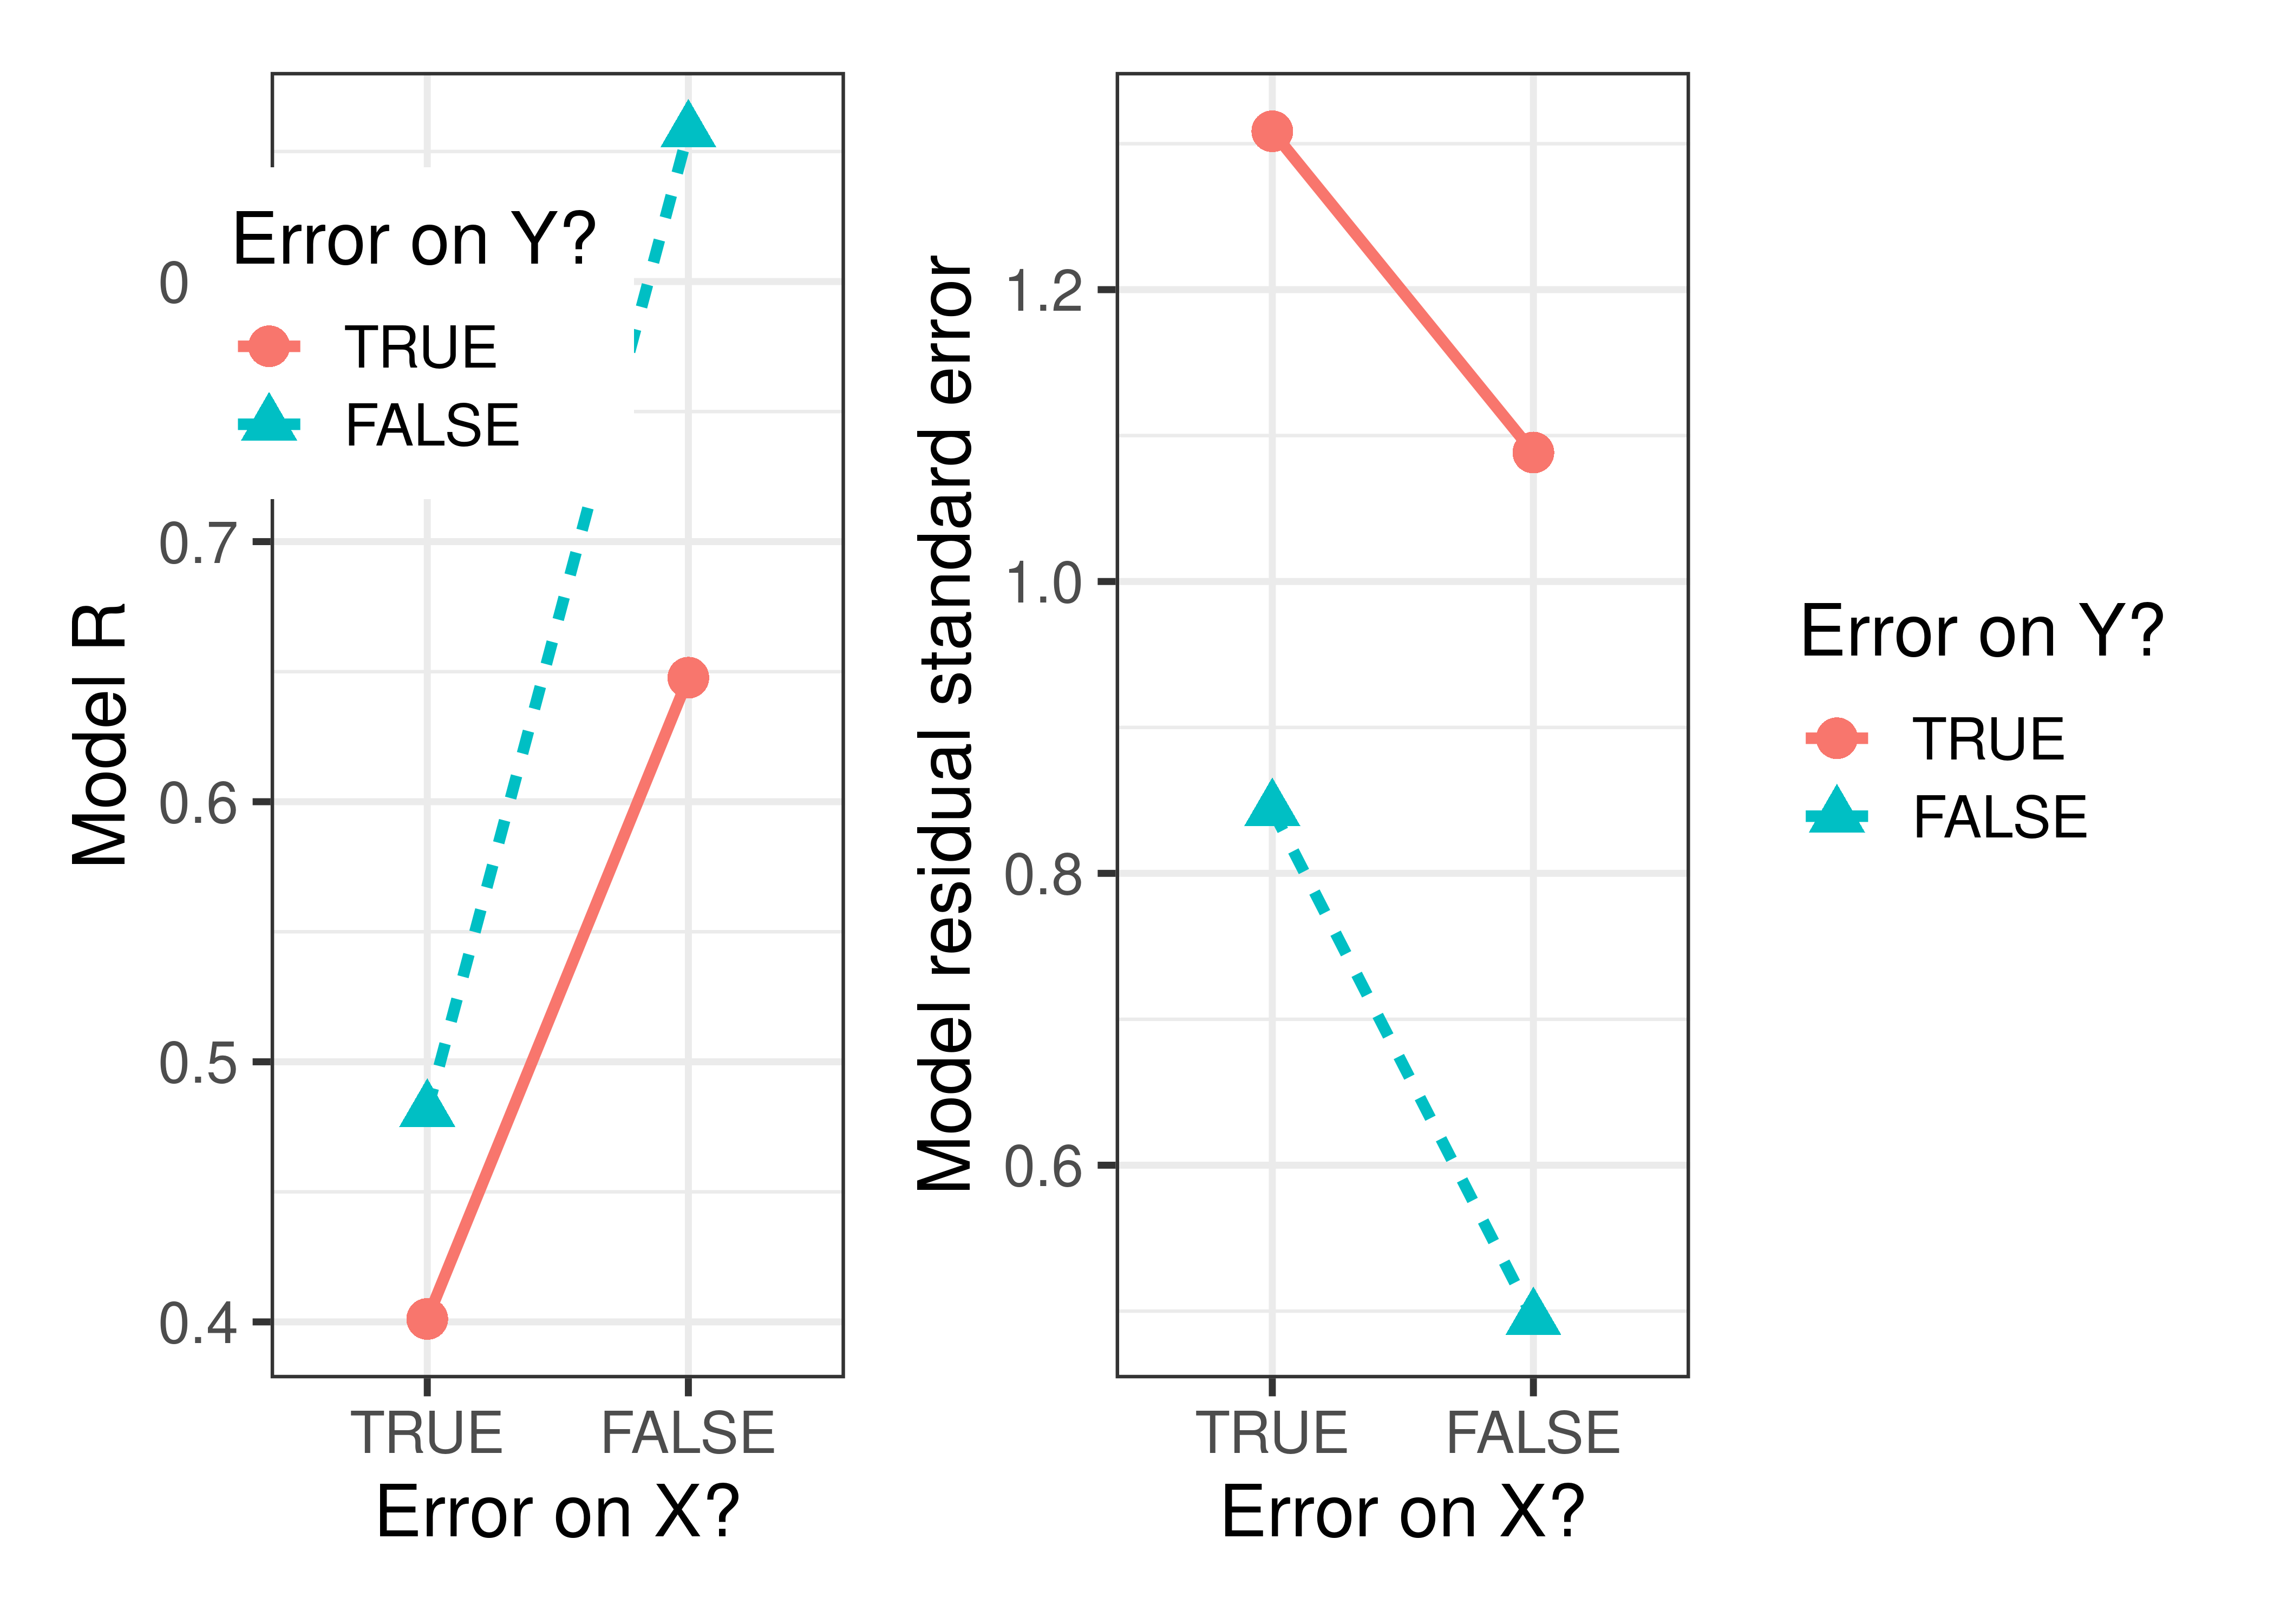 Model R
Error on Y?
TRUE
FALSE
0
0.7
0.6
0.5
0.4
TRUE FALSE
Error on X?
Model residual standard error
1.2
1.0
0.8
0.6
TRUE FALSE
Error on X?
Error on Y?
TRUE
FALSE